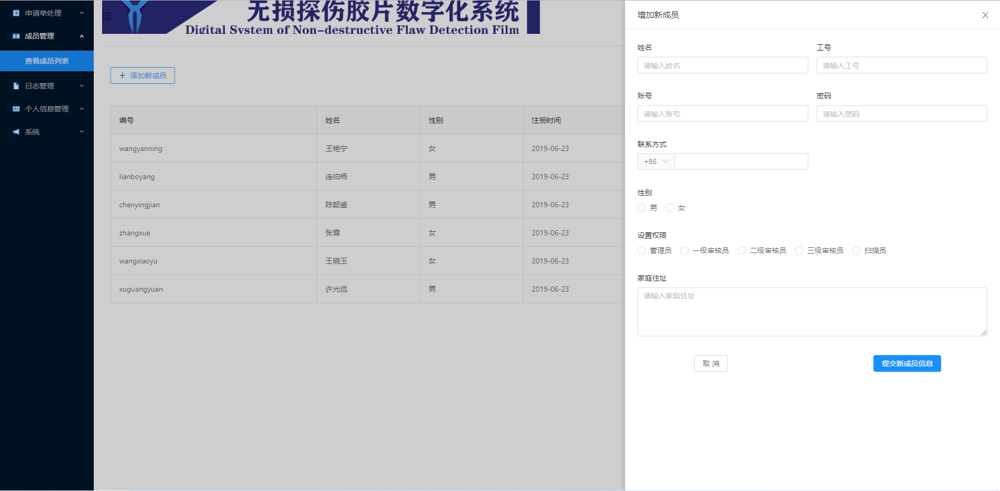 申请单处理
成员管理
查看成员列表
日志管理
个人信息管理
系统
无损探伤胶片数字化系统
Digital System of Non-destructive Flaw Detection Film
添加新成员
编号 姓名 性别 注册时间
wangyanning 王艳宁 女 2019-06-23
lianboyang 连伯杨 男 2019-06-23
chenyingjian 陈颖鉴 男 2019-06-23
zhangxue 张雪 女 2019-06-23
wangxiaoyu 王晓玉 女 2019-06-23
xuguangyuan 许光远 男 2019-06-23
增加新成员
姓名 工号
请输入姓名 请输入工号
账号 密码
请输入账号 请输入密码
联系方式
+86
性别
男 女
设置权限
管理员 一级审核员 二级审核员 三级审核员 扫描员
家庭住址
请输入家庭住址
取 消 提交新成员信息